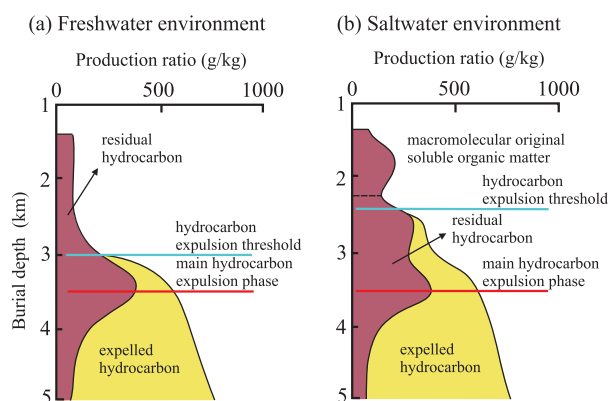 (a) Freshwater environment
Production ratio (g/kg)
0 500 1000
1
2
3
4
5
Burial depth (km)
residual
hydrocarbon
hydrocarbon
expulsion threshold
main hydrocarbon
expulsion phase
expelled
hydrocarbon
(b) Saltwater environment
Production ratio (g/kg)
0 500 1000
1
2
3
4
5
macromolecular original
soluble organic matter
hydrocarbon
expulsion threshold
residual
hydrocarbon
main hydrocarbon
expulsion phase
expelled
hydrocarbon